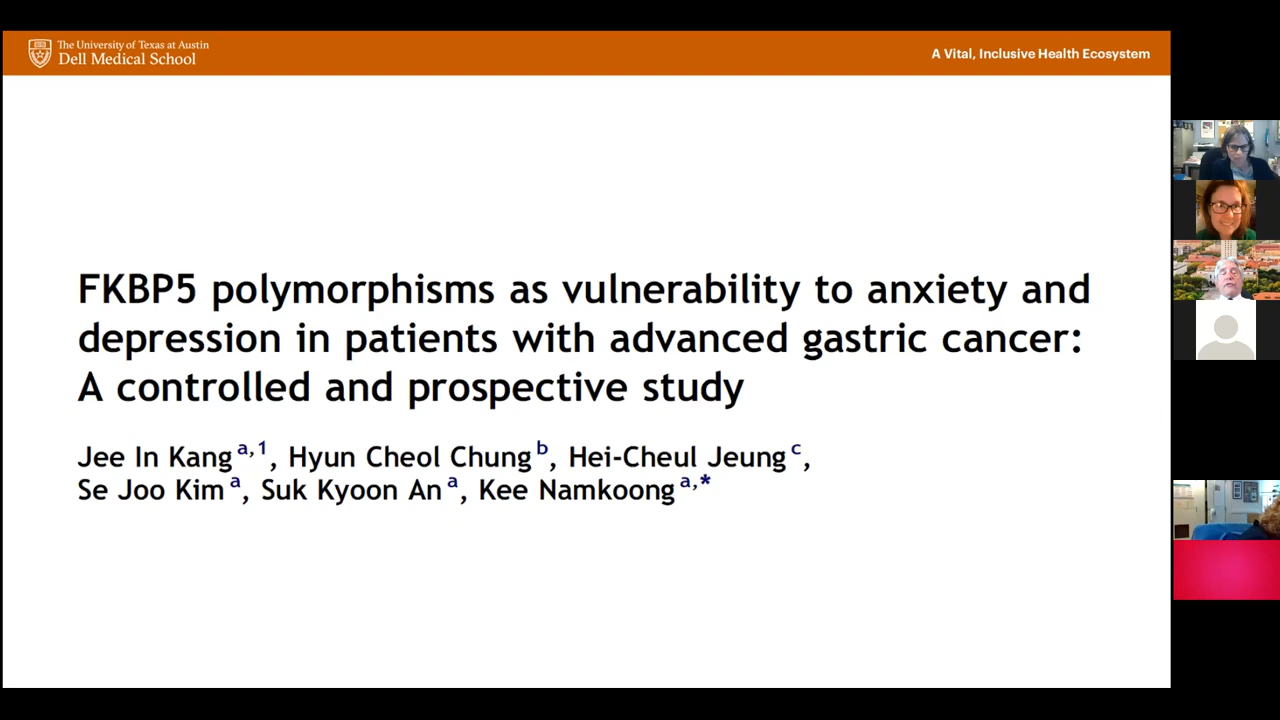 The University of Texas at Austin
Dell Medical School
A Vital, Inclusive Health Ecosystem
FKBP5 polymorphisms as vulnerability to anxiety and
depression in patients with advanced gastric cancer:
A controlled and prospective study
Jee In Kang a,1, Hyun Cheol Chung b, Hei-Cheul Jeung c,
Se Joo Kim a, Suk Kyoon An a, Kee Namkoong a,*